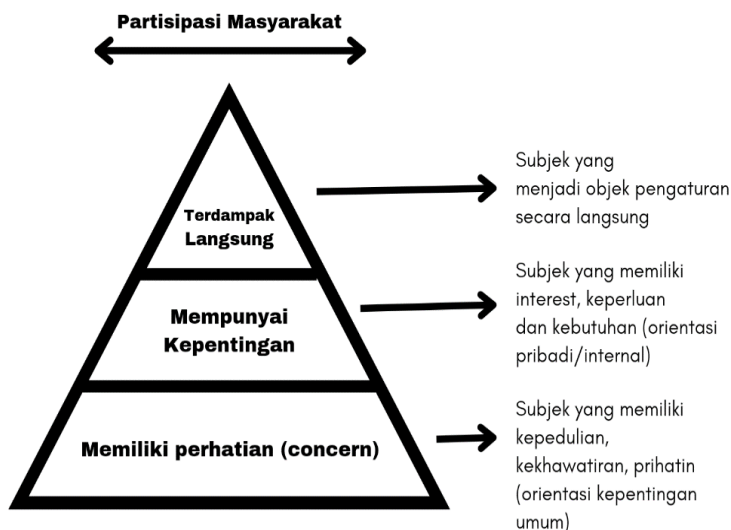 Partisipasi Masyarakat
Terdampak
Langsung
Subjek yang
menjadi objek pengaturan
secara langsung
Mempunyai
Kepentingan
Subjek yang memiliki
interest, keperluan
dan kebutuhan (orientasi
pribadi/internal)
Memiliki perhatian (concern)
Subjek yang memiliki
kepedulian,
kekhawatiran, prihatin
(orientasi kepentingan
umum)